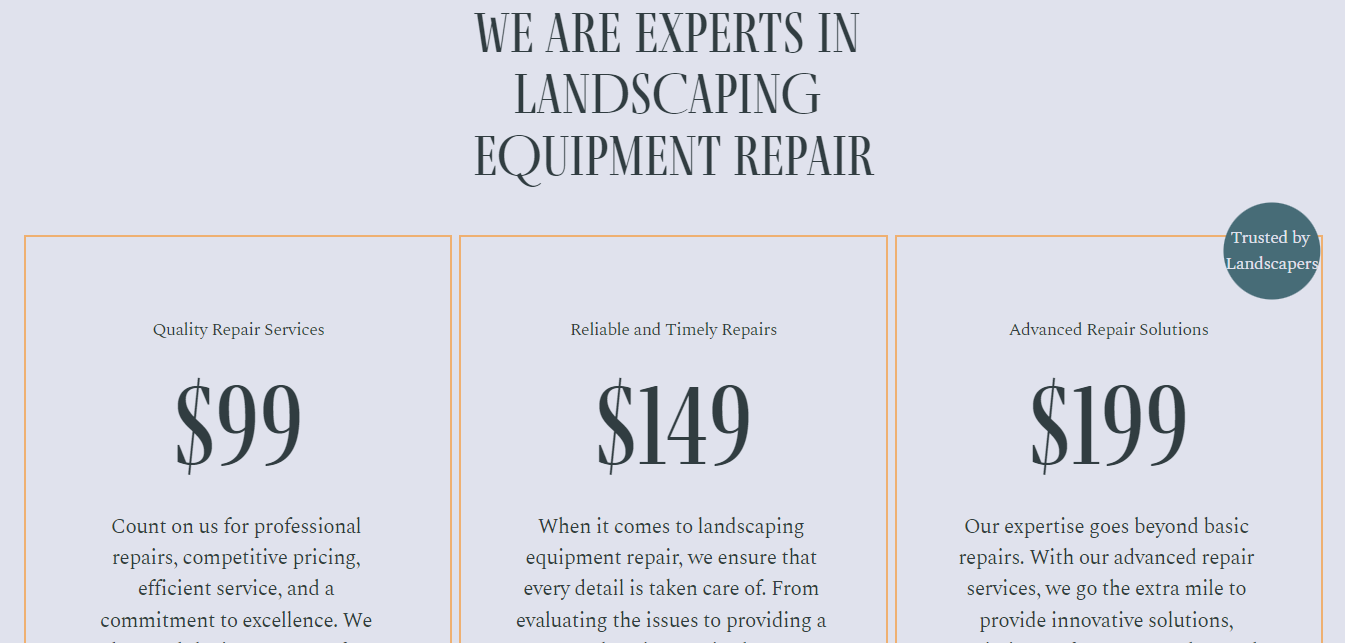 WE ARE EXPERTS IN
LANDSCAPING
EQUIPMENT REPAIR
Trusted by
Landscapers
Quality Repair Services
$99
Count on us for professional
repairs, competitive pricing,
efficient service, and a
commitment to excellence. We
Reliable and Timely Repairs
$149
When it comes to landscaping
equipment repair, we ensure that
every detail is taken care of. From
evaluating the issues to providing a
Advanced Repair Solutions
$199
Our expertise goes beyond basic
repairs. With our advanced repair
services, we go the extra mile to
provide innovative solutions,